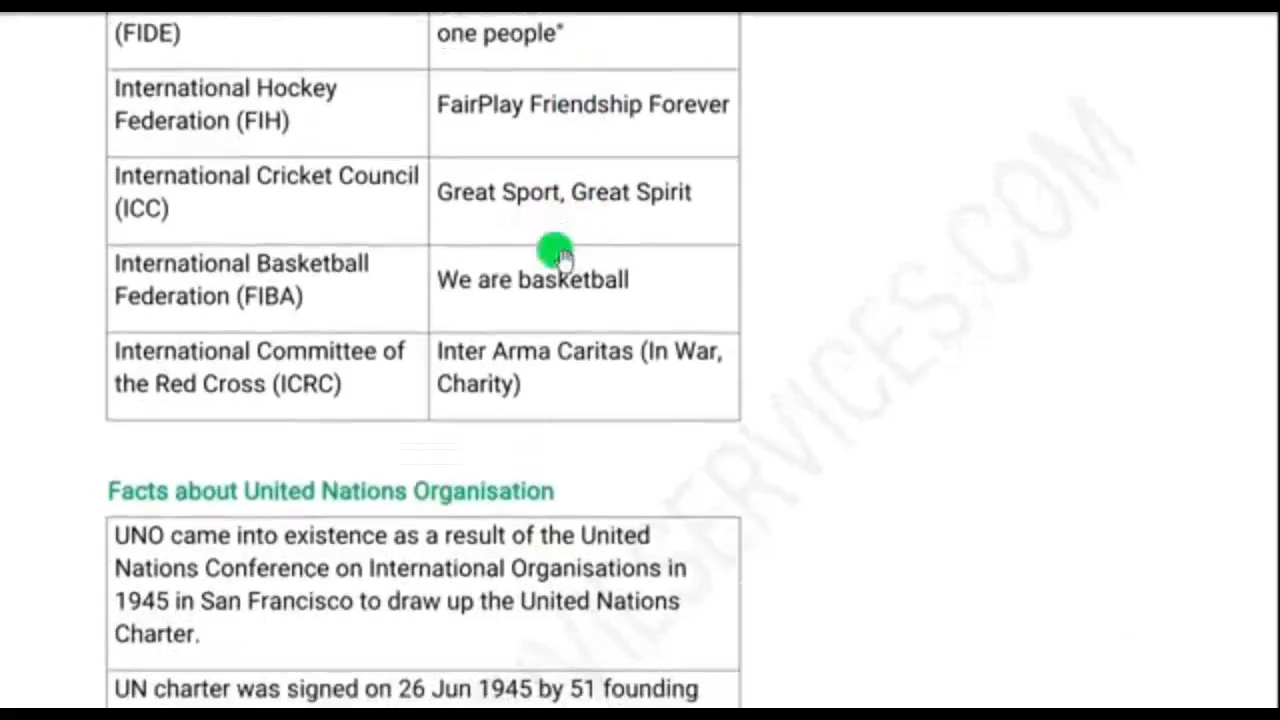 (FIDE)
one people"
International Hockey
Federation (FIH)
FairPlay Friendship Forever
International Cricket Council
(ICC)
Great Sport, Great Spirit
International Basketball
Federation (FIBA)
We are basketball
International Committee of
the Red Cross (ICRC)
Inter Arma Caritas (In War,
Charity)
Facts about United Nations Organisation
UNO came into existence as a result of the United
Nations Conference on International Organisations in
1945 in San Francisco to draw up the United Nations
Charter.
UN charter was signed on 26 Jun 1945 by 51 founding
SERVICES.COM